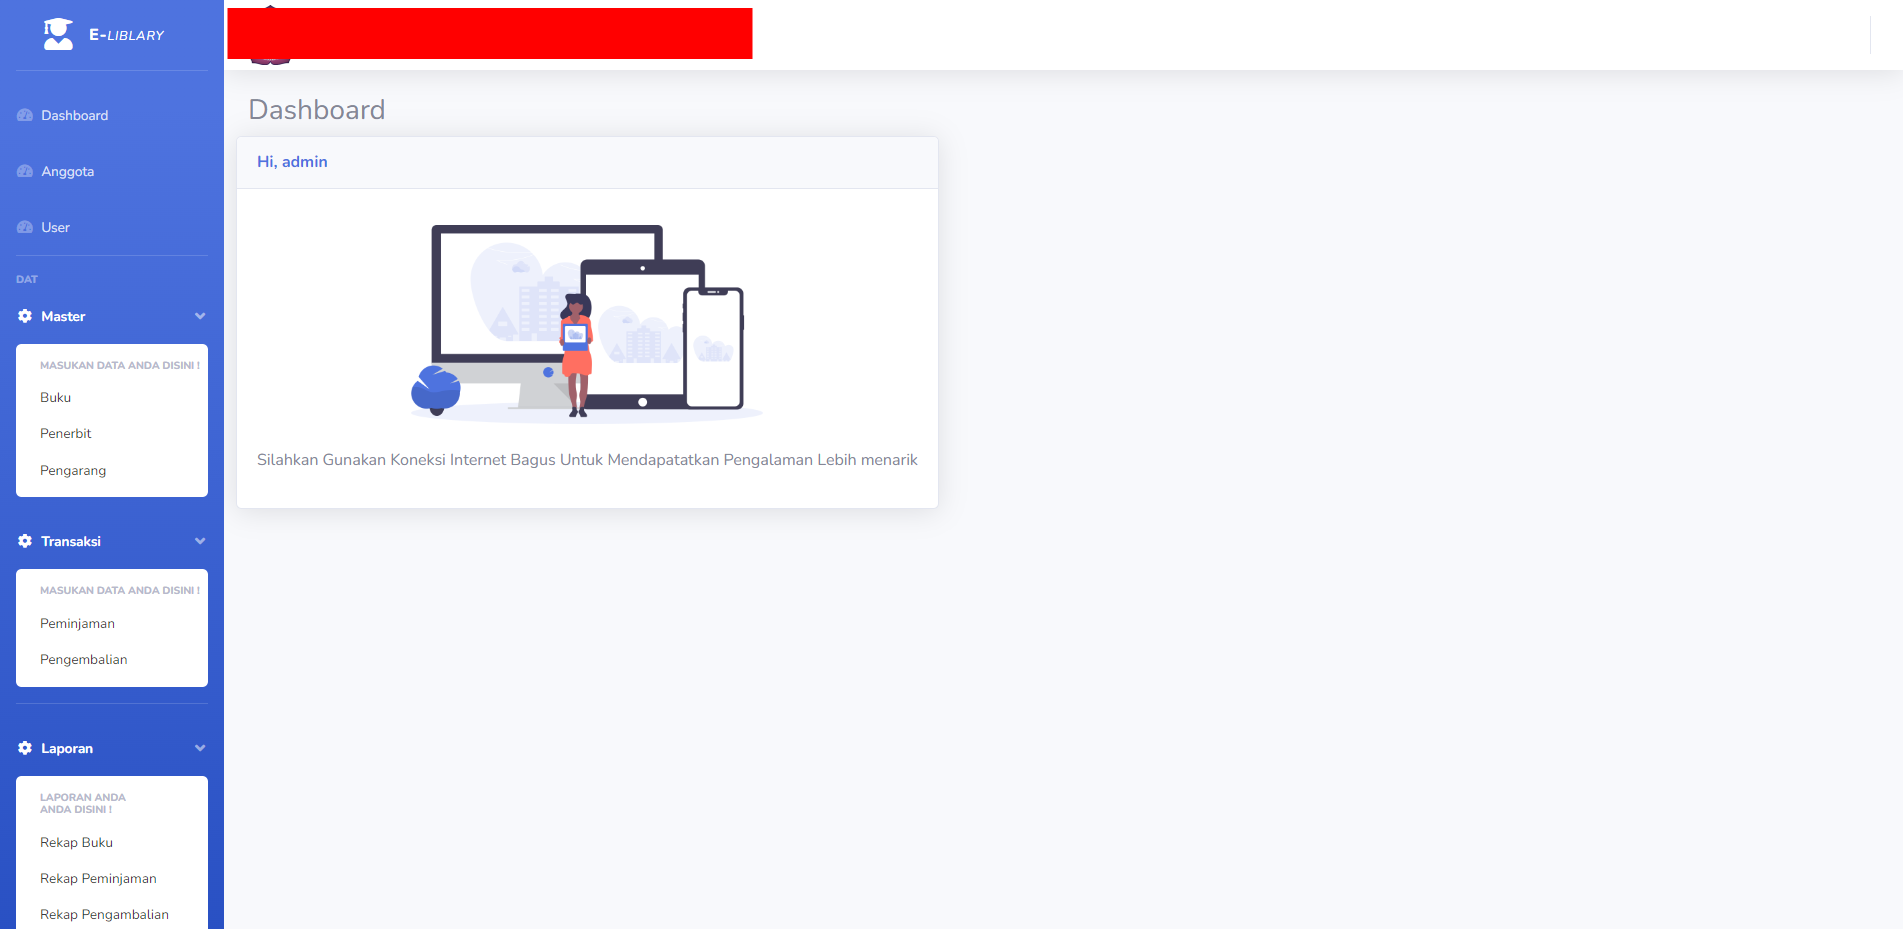 E-LIBLARY
Dashboard
Anggota
User
DAT
Master
MASUKAN DATA ANDA DISINI !
Buku
Penerbit
Pengarang
Transaksi
MASUKAN DATA ANDA DISINI !
Peminjaman
Pengembalian
Laporan
LAPORAN ANDA
ANDA DISINI !
Rekap Buku
Rekap Peminjaman
Rekap Pengambalian
Dashboard
Hi, admin
Silahkan Gunakan Koneksi Internet Bagus Untuk Mendapatatkan Pengalaman Lebih menarik